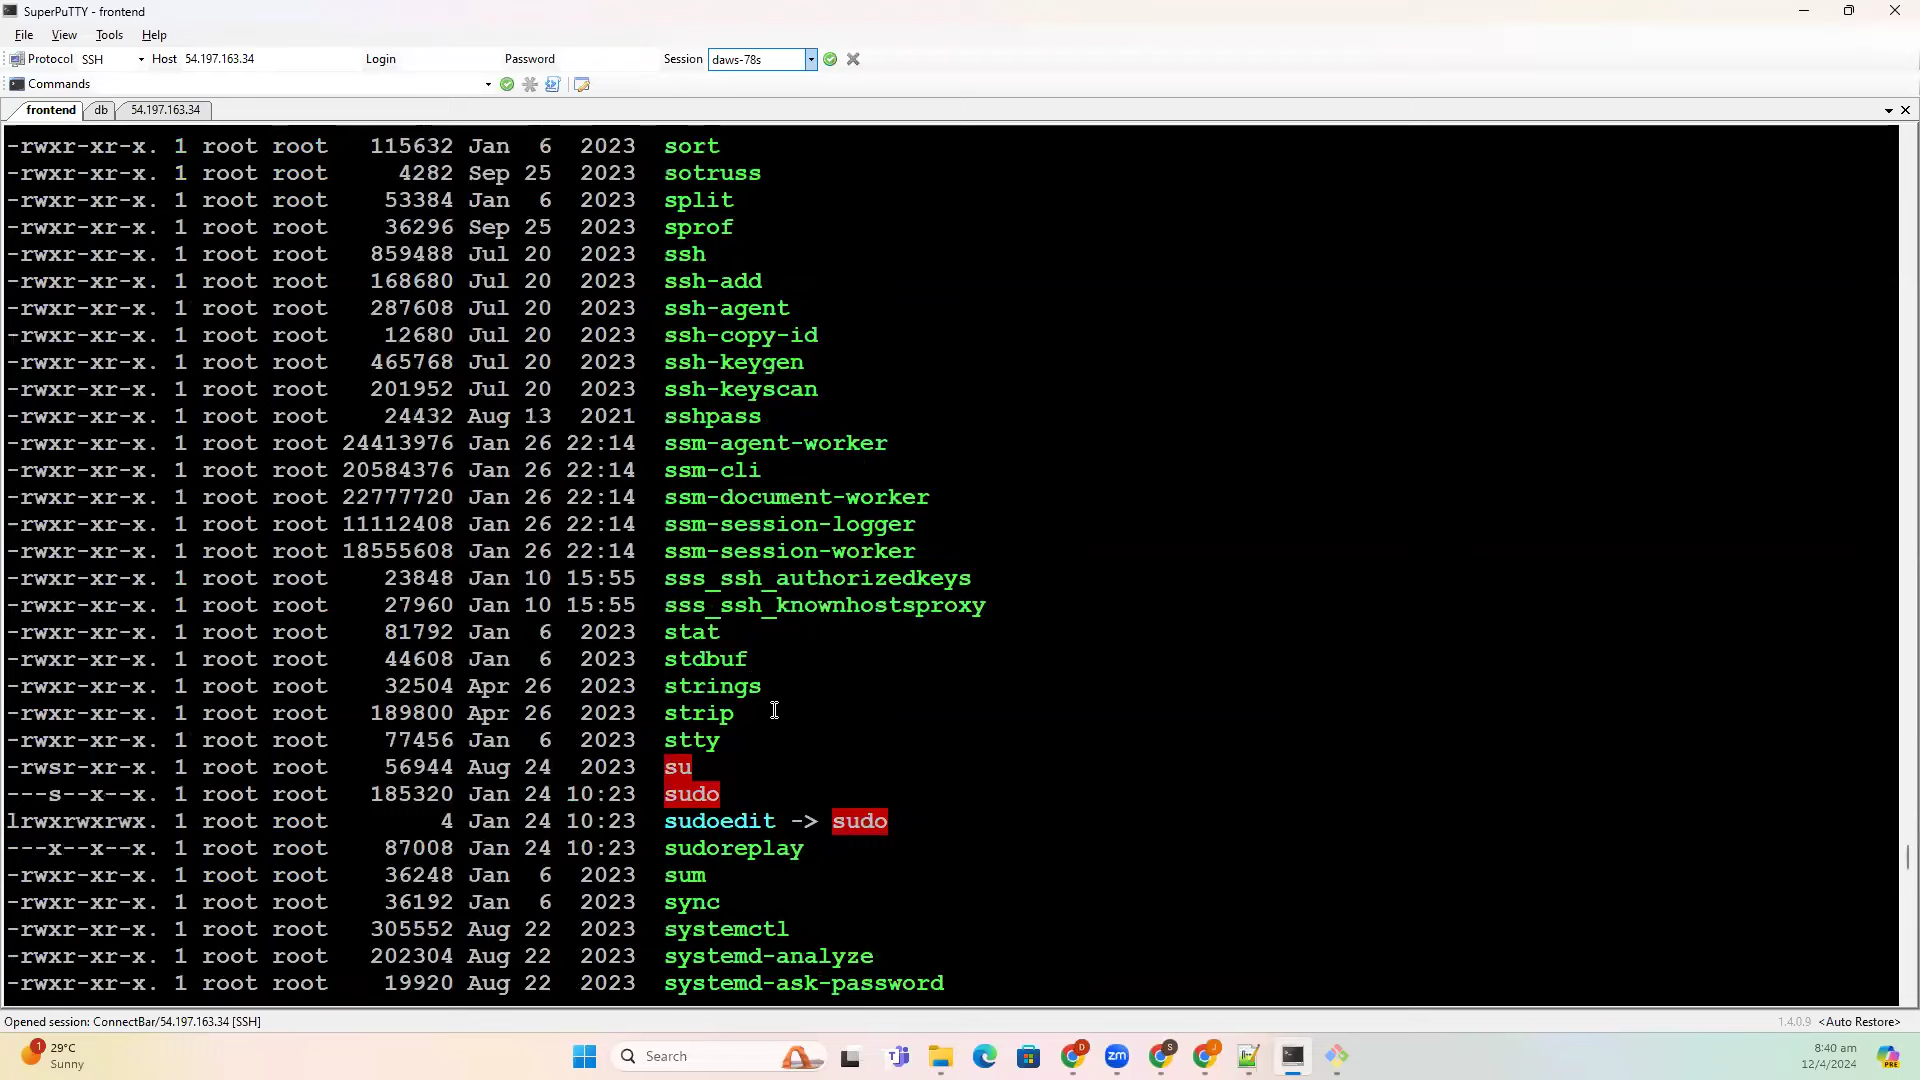 SuperPuTTY - frontend
File View Tools Help
Protocol SSH Host 54.197.163.34 Login Password Session daws-78s
Commands
frontend db 54.197.163.34
-rwxr-xr-x. 1 root root 115632 Jan 6 2023 sort
-rwxr-xr-x. 1 root root 4282 Sep 25 2023 sotruss
-rwxr-xr-x. 1 root root 53384 Jan 6 2023 split
-rwxr-xr-x. 1 root root 36296 Sep 25 2023 sprof
-rwxr-xr-x. 1 root root 859488 Jul 20 2023 ssh
-rwxr-xr-x. 1 root root 168680 Jul 20 2023 ssh-add
-rwxr-xr-x. 1 root root 287608 Jul 20 2023 ssh-agent
-rwxr-xr-x. 1 root root 12680 Jul 20 2023 ssh-copy-id
-rwxr-xr-x. 1 root root 465768 Jul 20 2023 ssh-keygen
-rwxr-xr-x. 1 root root 201952 Jul 20 2023 ssh-keyscan
-rwxr-xr-x. 1 root root 24432 Aug 13 2021 sshpass
-rwxr-xr-x. 1 root root 24413976 Jan 26 22:14 ssm-agent-worker
-rwxr-xr-x. 1 root root 20584376 Jan 26 22:14 ssm-cli
-rwxr-xr-x. 1 root root 22777720 Jan 26 22:14 ssm-document-worker
-rwxr-xr-x. 1 root root 11112408 Jan 26 22:14 ssm-session-logger
-rwxr-xr-x. 1 root root 18555608 Jan 26 22:14 ssm-session-worker
-rwxr-xr-x. 1 root root 23848 Jan 10 15:55 sss_ssh_authorizedkeys
-rwxr-xr-x. 1 root root 27960 Jan 10 15:55 sss_ssh_knownhostsproxy
-rwxr-xr-x. 1 root root 81792 Jan 6 2023 stat
-rwxr-xr-x. 1 root root 44608 Jan 6 2023 stdbuf
-rwxr-xr-x. 1 root root 32504 Apr 26 2023 strings
-rwxr-xr-x. 1 root root 189800 Apr 26 2023 strip
-rwxr-xr-x. 1 root root 77456 Jan 6 2023 stty
-rwsr-xr-x. 1 root root 56944 Aug 24 2023 su
---s--x--x. 1 root root 185320 Jan 24 10:23 sudo
lrwxrwxrwx. 1 root root 4 Jan 24 10:23 sudoedit -> sudo
---x--x--x. 1 root root 87008 Jan 24 10:23 sudoreplay
-rwxr-xr-x. 1 root root 36248 Jan 6 2023 sum
-rwxr-xr-x. 1 root root 36192 Jan 6 2023 sync
-rwxr-xr-x. 1 root root 305552 Aug 22 2023 systemctl
-rwxr-xr-x. 1 root root 202304 Aug 22 2023 systemd-analyze
-rwxr-xr-x. 1 root root 19920 Aug 22 2023 systemd-ask-password
Opened session: ConnectBar/54.197.163.34 [SSH] 1.4.0.9 <Auto Restore>
1 29°C
Sunny
Search
D zm S J PRE
8:40 am
12/4/2024